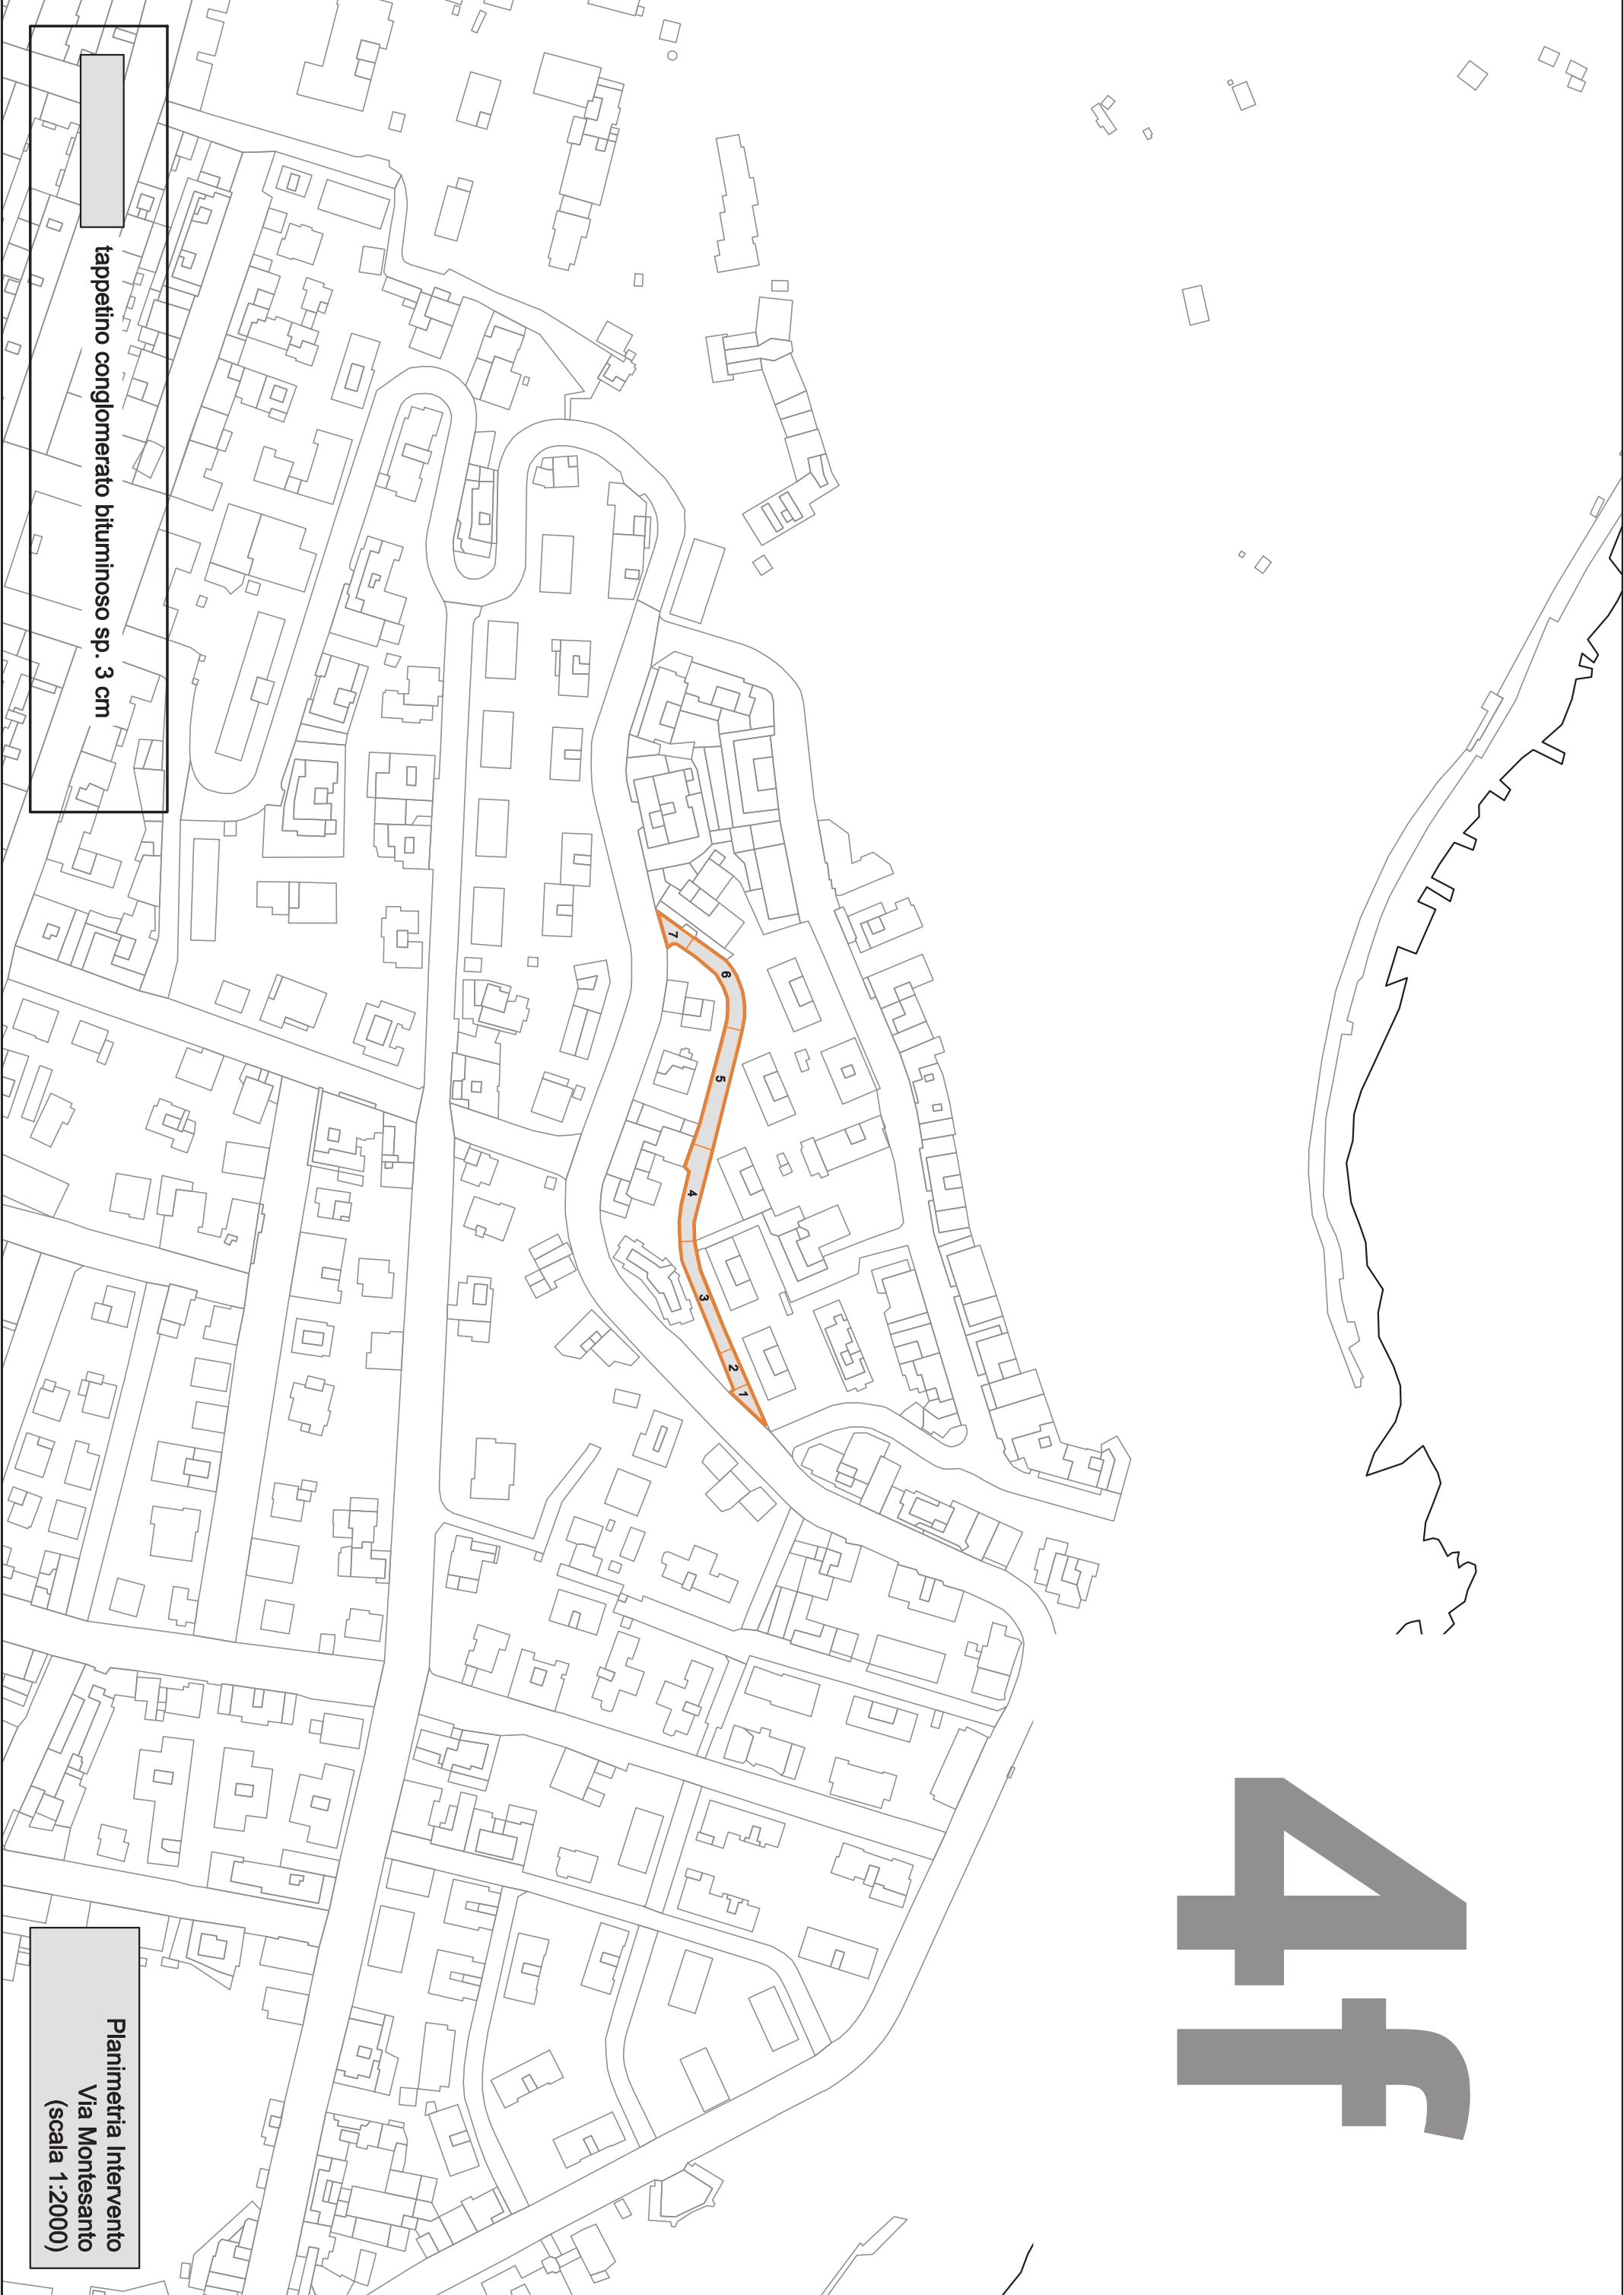 4f
7
6
5
4
3
2
1
tappetino conglomerato bituminoso sp. 3 cm
Planimetria Intervento
Via Montesanto
(scala 1:2000)